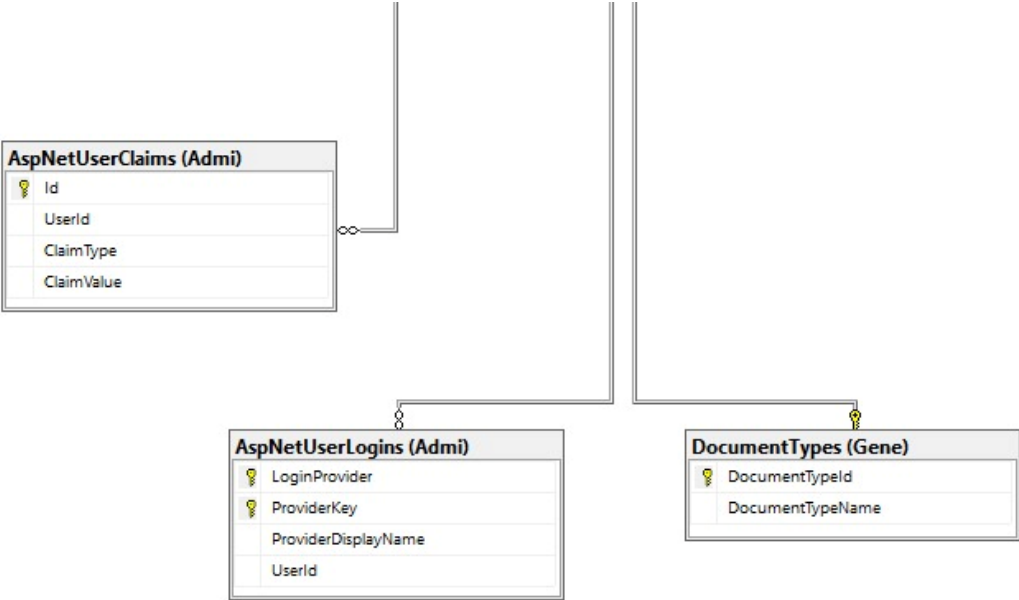 AspNetUserClaims (Admi)
Id
UserId
ClaimType
ClaimValue
AspNetUserLogins (Admi)
LoginProvider
ProviderKey
ProviderDisplayName
UserId
DocumentTypes (Gene)
DocumentTypeId
DocumentTypeName